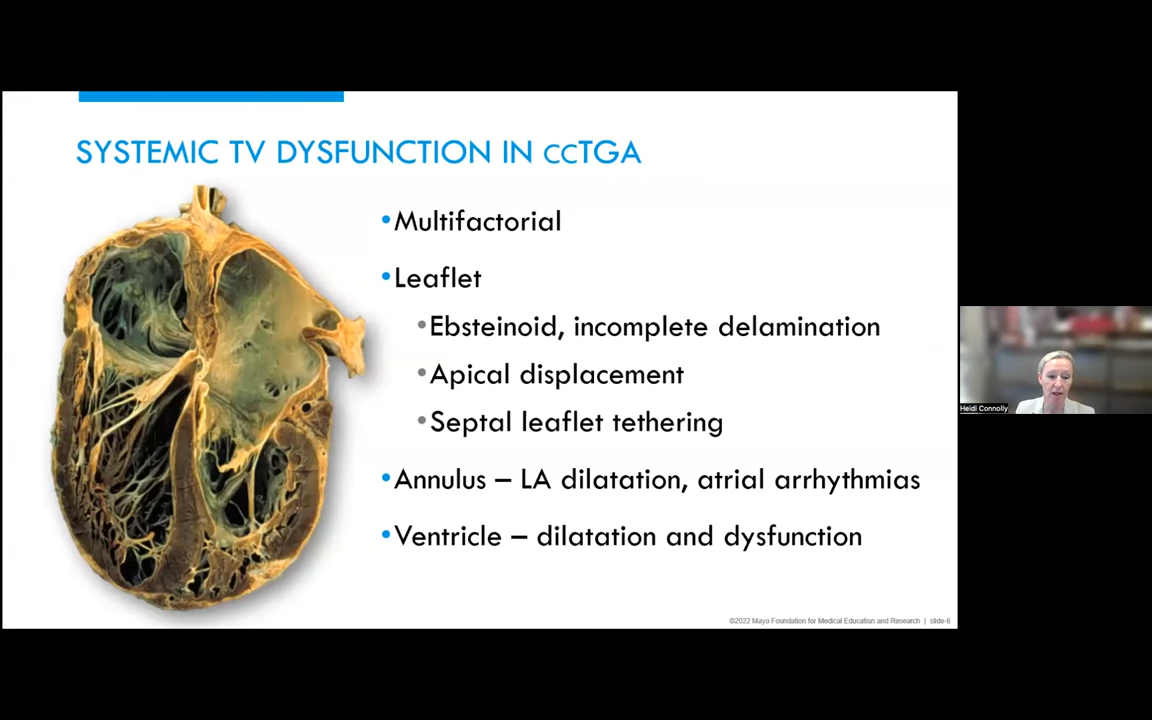 SYSTEMIC TV DYSFUNCTION IN CCTGA
•Multifactorial
•Leaflet
•Ebsteinoid, incomplete delamination
•Apical displacement
•Septal leaflet tethering
•Annulus – LA dilatation, atrial arrhythmias
•Ventricle – dilatation and dysfunction
Heidi Connolly
©2022 Mayo Foundation for Medical Education and Research | slide-6